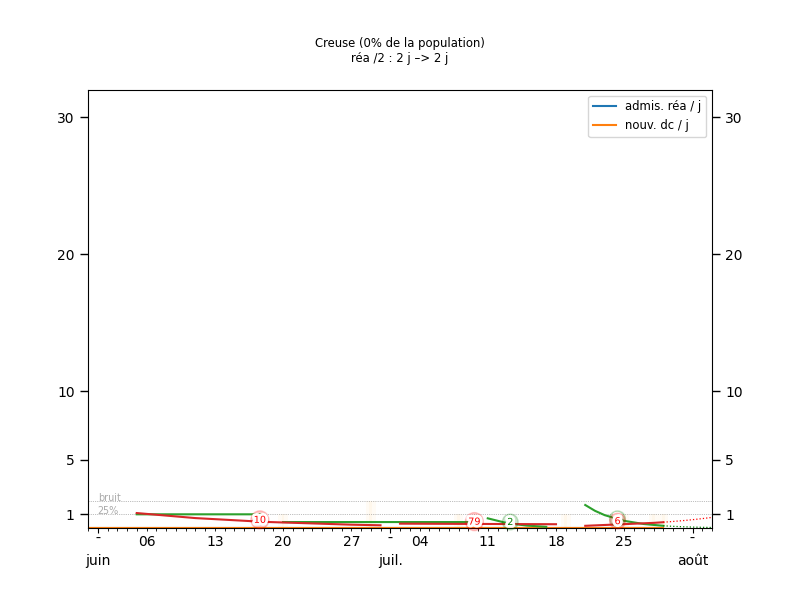 Creuse (0% de la population)
réa /2 : 2 j –> 2 j
admis. réa / j
nouv. dc / j
30 30
20 20
10 10
5 5
bruit
25%
1 1
10 79 2 6
- 06 13 20 27 - 04 11 18 25 -
juin juil. août